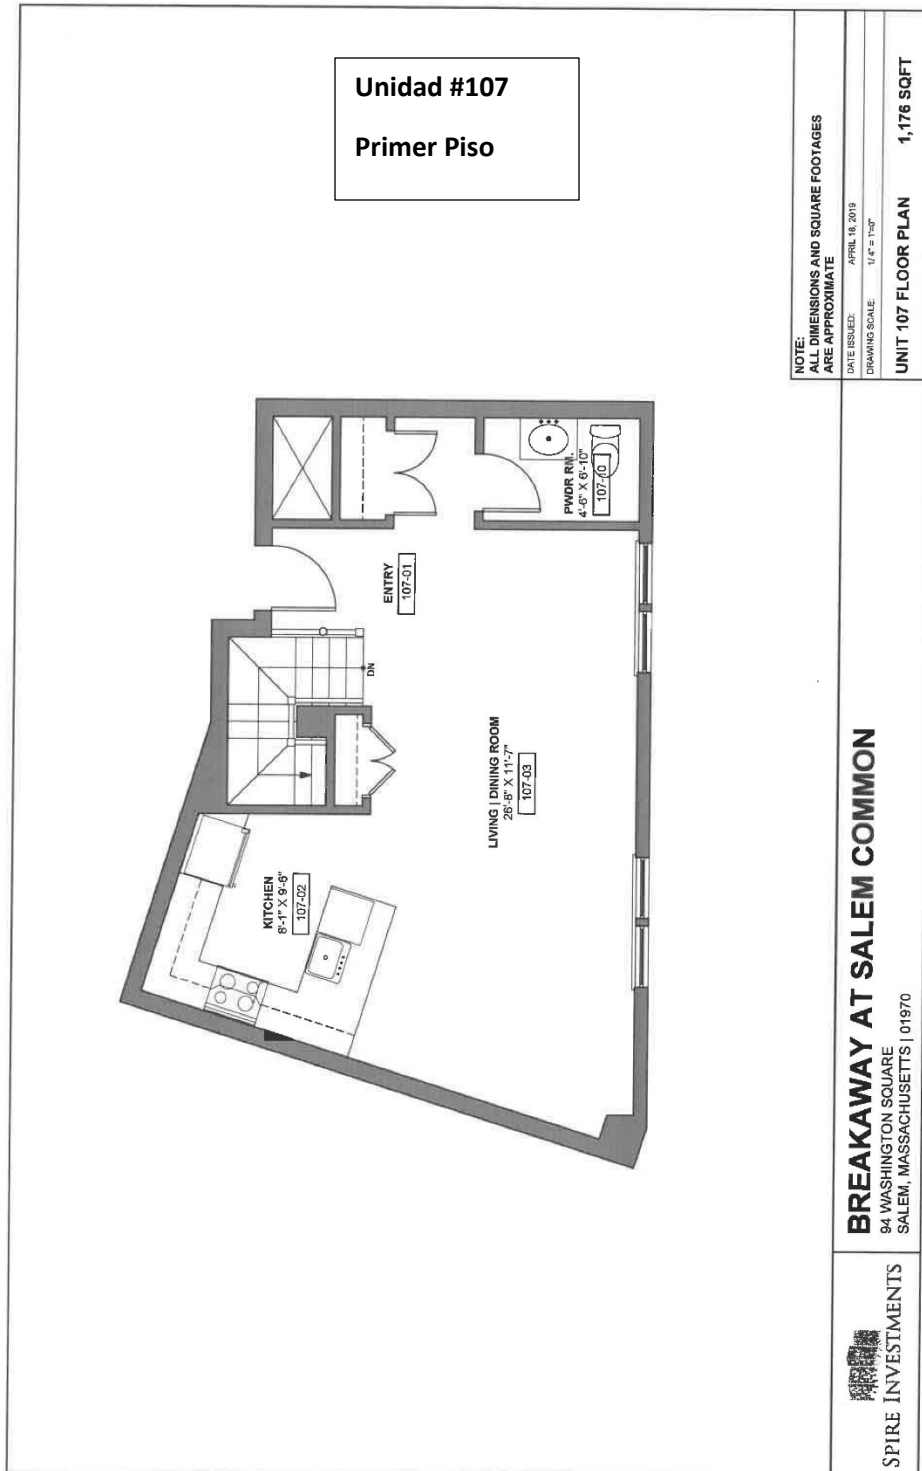 Unidad #107
Primer Piso
ENTRY
107-01
PWDR RM.
4'-6" X 6'-10"
107-10
DN
KITCHEN
8'-1" X 9'-6"
107-02
LIVING | DINING ROOM
26'-8" X 11'-7"
107-03
NOTE:
ALL DIMENSIONS AND SQUARE FOOTAGES
ARE APPROXIMATE
DATE ISSUED: APRIL 18, 2019
DRAWING SCALE: 1/4" = 1'=0"
UNIT 107 FLOOR PLAN 1,176 SQFT
BREAKAWAY AT SALEM COMMON
94 WASHINGTON SQUARE
SALEM, MASSACHUSETTS | 01970
SPIRE INVESTMENTS